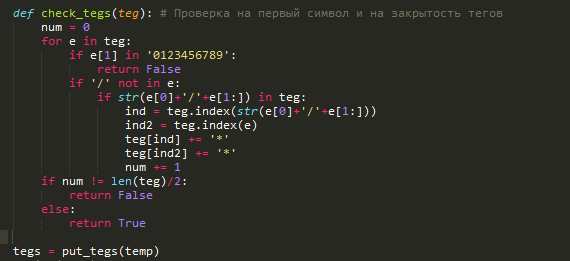 def check_tegs(teg): # Проверка на первый символ и на закрытость тегов
    num = 0
    for e in teg:
        if e[1] in '0123456789':
            return False
        if '/' not in e:
            if str(e[0]+'/'+e[1:]) in teg:
                ind = teg.index(str(e[0]+'/'+e[1:]))
                ind2 = teg.index(e)
                teg[ind] += '*'
                teg[ind2] += '*'
                num += 1
    if num != len(teg)/2:
        return False
    else:
        return True
tegs = put_tegs(temp)